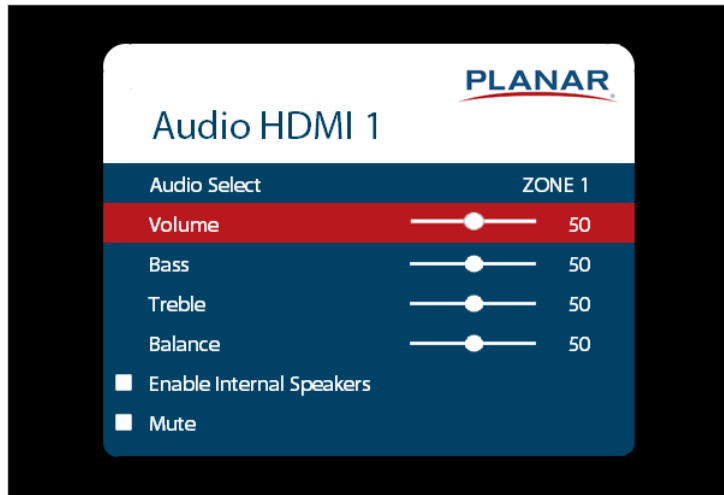 PLANAR
Audio HDMI 1
Audio Select ZONE 1
Volume 50
Bass 50
Treble 50
Balance 50
Enable Internal Speakers
Mute